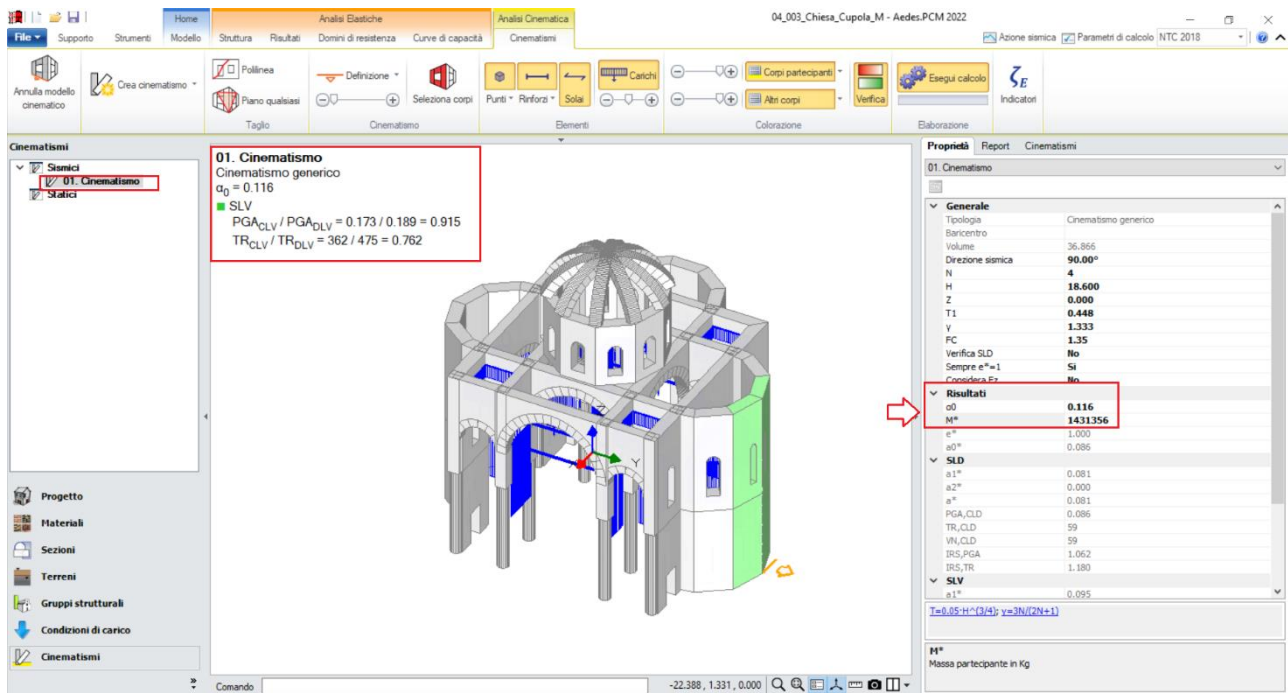 04_003_Chiesa_Cupola_M - Aedes.PCM 2022
Home
Analisi Elastiche
Analisi Cinematica
File
Supporto
Strumenti
Modello
Struttura
Risultati
Domini di resistenza
Curve di capacità
Cinematismi
Azione sismica
Parametri di calcolo
NTC 2018
Annulla modello
cinematico
Crea cinematismo
Polilinea
Piano qualsiasi
Taglio
Definizione
Seleziona corpi
Cinematismo
Punti
Rinforzi
Solai
Carichi
Elementi
Corpi partecipanti
Altri corpi
Verifica
Colorazione
Esegui calcolo
Elaborazione
ζE
Indicatori
Cinematismi
Sismici
01. Cinematismo
Statici
Progetto
Materiali
Sezioni
Terreni
Gruppi strutturali
Condizioni di carico
Cinematismi
01. Cinematismo
Cinematismo generico
α0 = 0.116
SLV
PGACLV / PGADLV = 0.173 / 0.189 = 0.915
TRCLV / TRDLV = 362 / 475 = 0.762
Z
X
Y
Comando
-22.388 , 1.331 , 0.000
Proprietà Report Cinematismi
01. Cinematismo
Generale
Tipologia Cinematismo generico
Baricentro
Volume 36.866
Direzione sismica 90.00°
N 4
H 18.600
Z 0.000
T1 0.448
γ 1.333
FC 1.35
Verifica SLD No
Sempre e*=1 Sì
Considera Ez No
Risultati
α0 0.116
M* 1431356
e* 1.000
a0* 0.086
SLD
a1* 0.081
a2* 0.000
a* 0.081
PGA,CLD 0.086
TR,CLD 59
VN,CLD 59
IRS,PGA 1.062
IRS,TR 1.180
SLV
a1* 0.095
T=0.05·H^(3/4); γ=3N/(2N+1)
M*
Massa partecipante in Kg